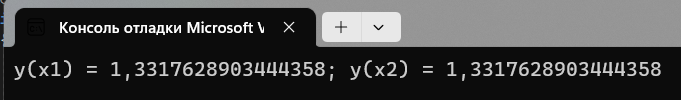 Консоль отладки Microsoft V
y(x1) = 1,3317628903444358; y(x2) = 1,3317628903444358